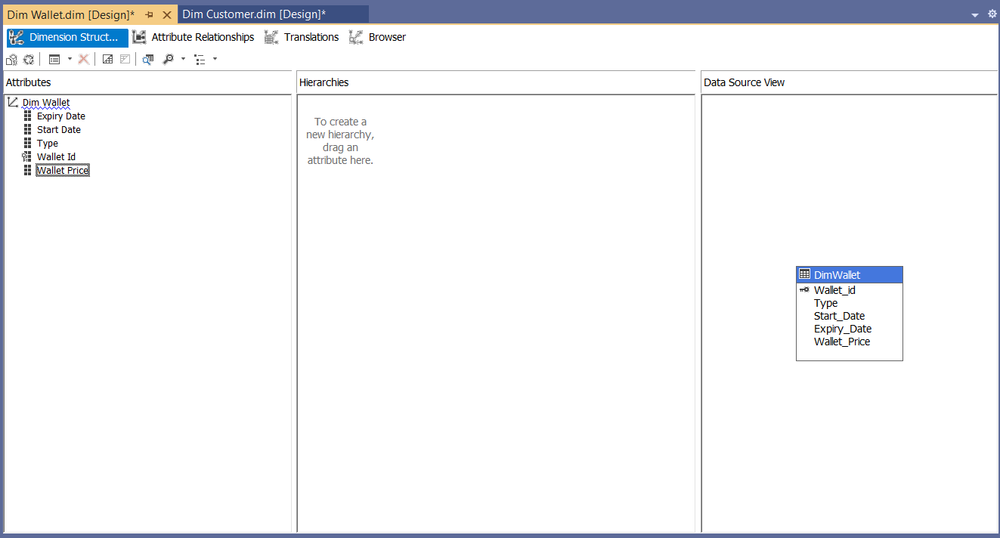 Dim Wallet.dim [Design]*
Dim Customer.dim [Design]*
Dimension Struct...
Attribute Relationships
Translations
Browser
Attributes
Dim Wallet
Expiry Date
Start Date
Type
Wallet Id
Wallet Price
Hierarchies
To create a
new hierarchy,
drag an
attribute here.
Data Source View
DimWallet
Wallet_id
Type
Start_Date
Expiry_Date
Wallet_Price